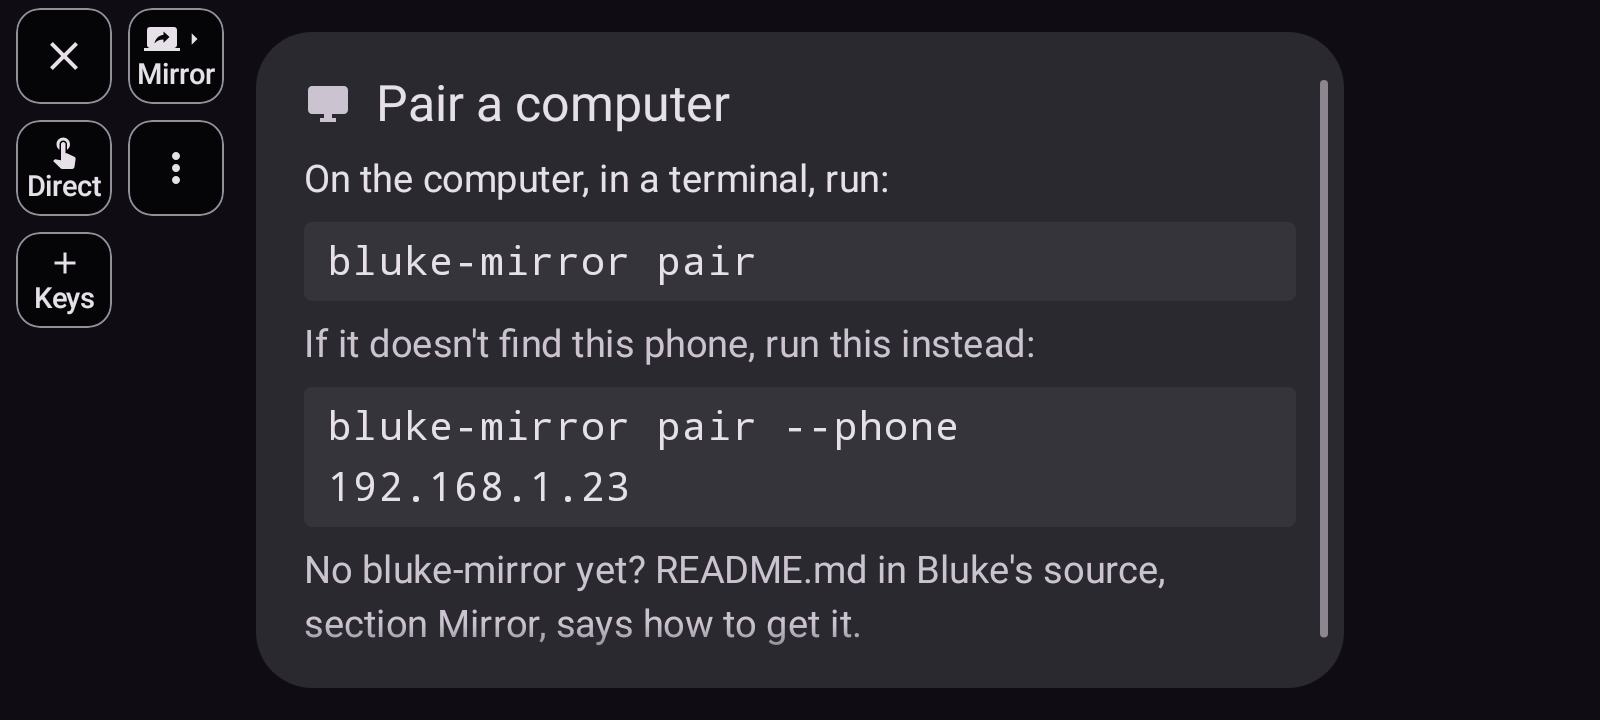 Mirror
Direct
Keys
Pair a computer
On the computer, in a terminal, run:
bluke-mirror pair
If it doesn't find this phone, run this instead:
bluke-mirror pair --phone
192.168.1.23
No bluke-mirror yet? README.md in Bluke's source,
section Mirror, says how to get it.